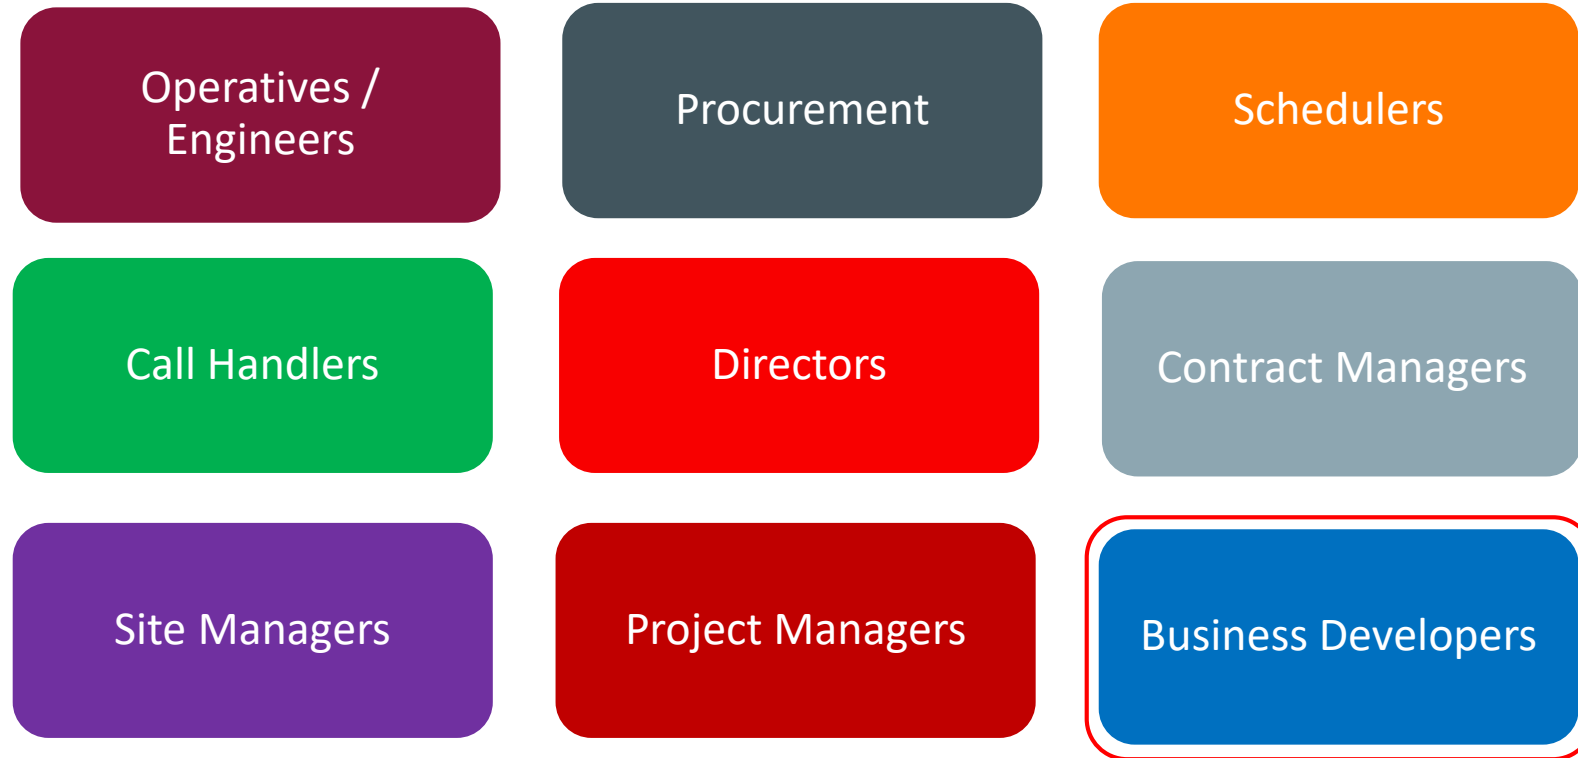 Operatives /
Engineers
Procurement
Schedulers
Call Handlers
Directors
Contract Managers
Site Managers
Project Managers
Business Developers